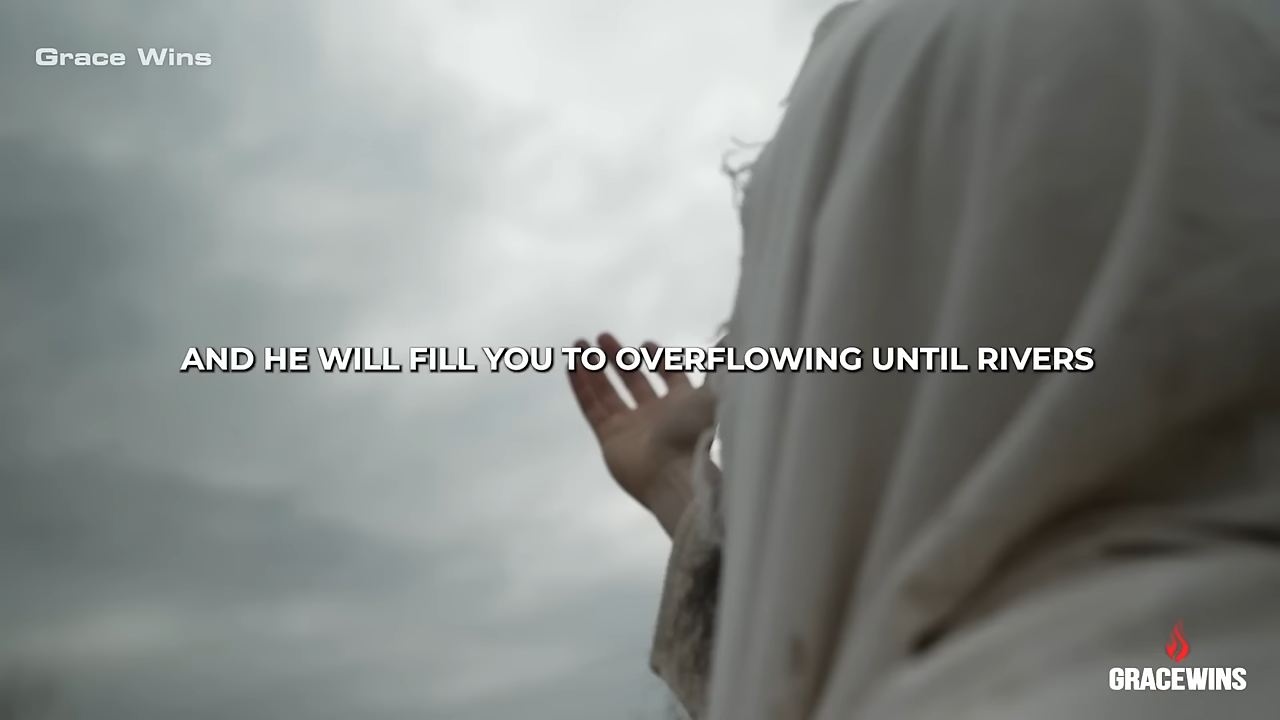 Grace Wins
AND HE WILL FILL YOU TO OVERFLOWING UNTIL RIVERS
GRACEWINS